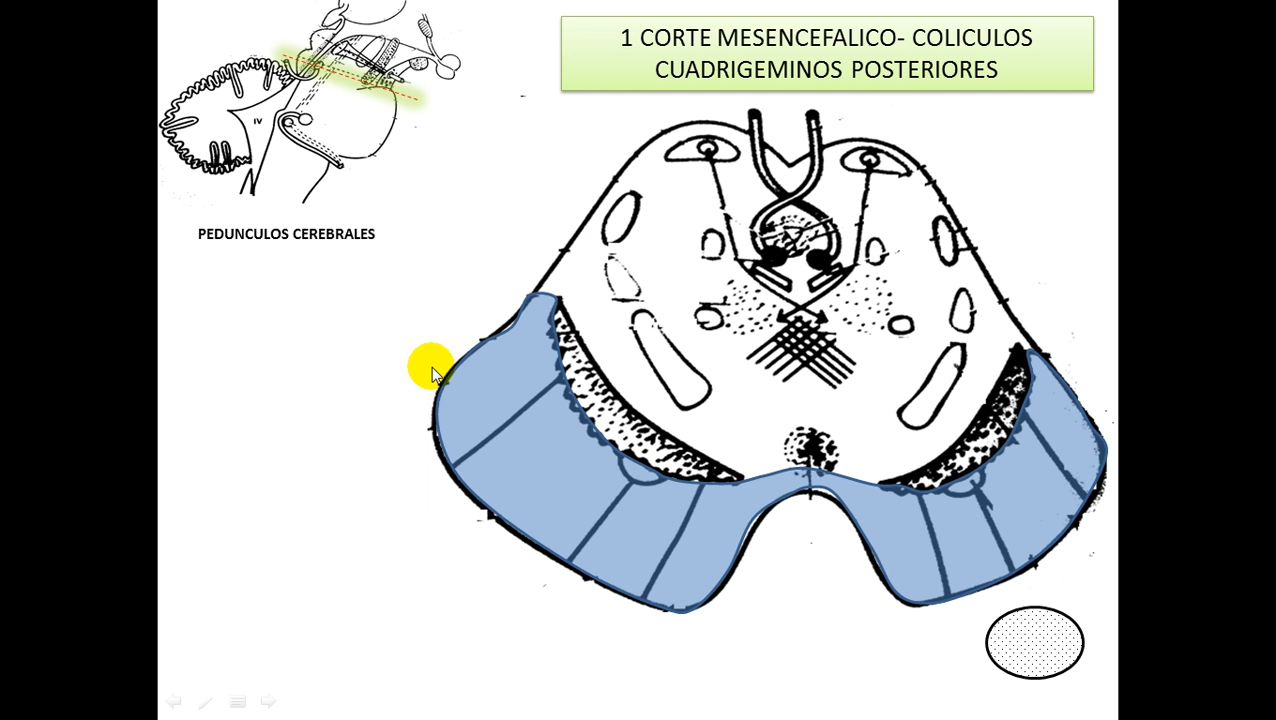 1 CORTE MESENCEFALICO- COLICULOS
CUADRIGEMINOS POSTERIORES
IV
PEDUNCULOS CEREBRALES